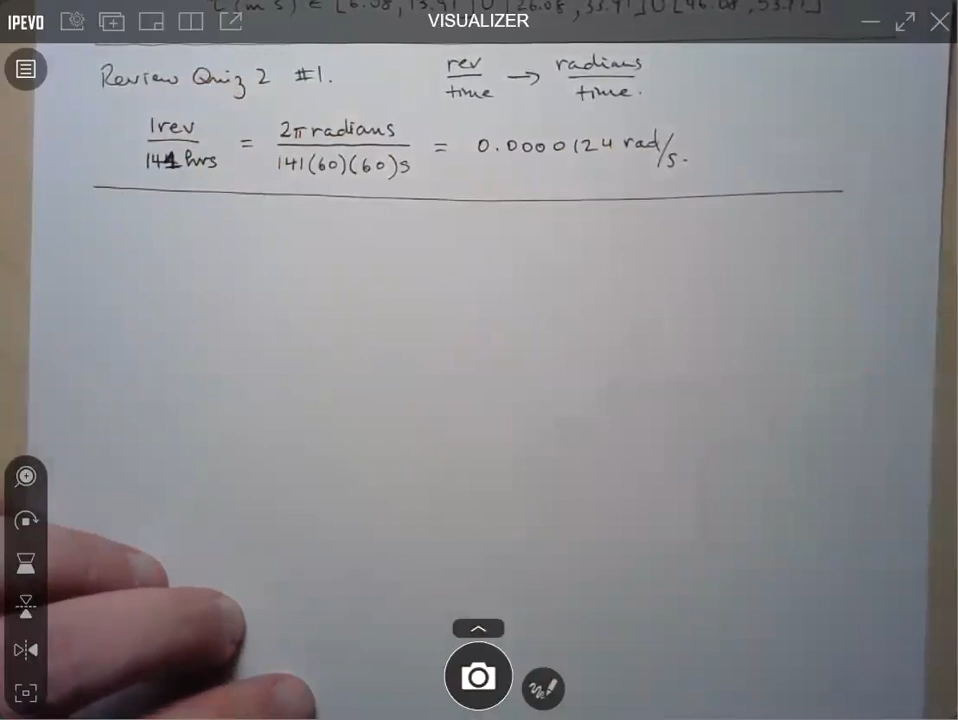 IPEVO
VISUALIZER
Review Quiz 2 #1.
rev/time → radians/time.
1rev/141 hrs = 2π radians/141(60)(60)s = 0.0000124 rad/s.